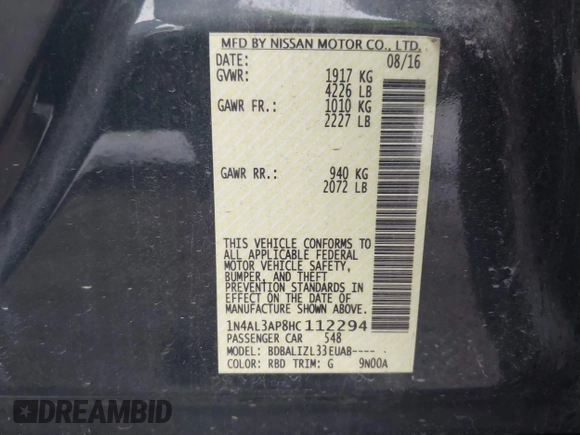 MFD BY NISSAN MOTOR CO., LTD.
DATE: 08/16
GVWR: 1917 KG
4226 LB
GAWR FR.: 1010 KG
2227 LB
GAWR RR.: 940 KG
2072 LB
THIS VEHICLE CONFORMS TO
ALL APPLICABLE FEDERAL
MOTOR VEHICLE SAFETY,
BUMPER, AND THEFT
PREVENTION STANDARDS IN
EFFECT ON THE DATE OF
MANUFACTURE SHOWN ABOVE.
1N4AL3AP8HC112294
PASSENGER CAR 548
MODEL: BDBALIZL33EUAB----
COLOR: RBD TRIM: G 9N00A
DREAMBID